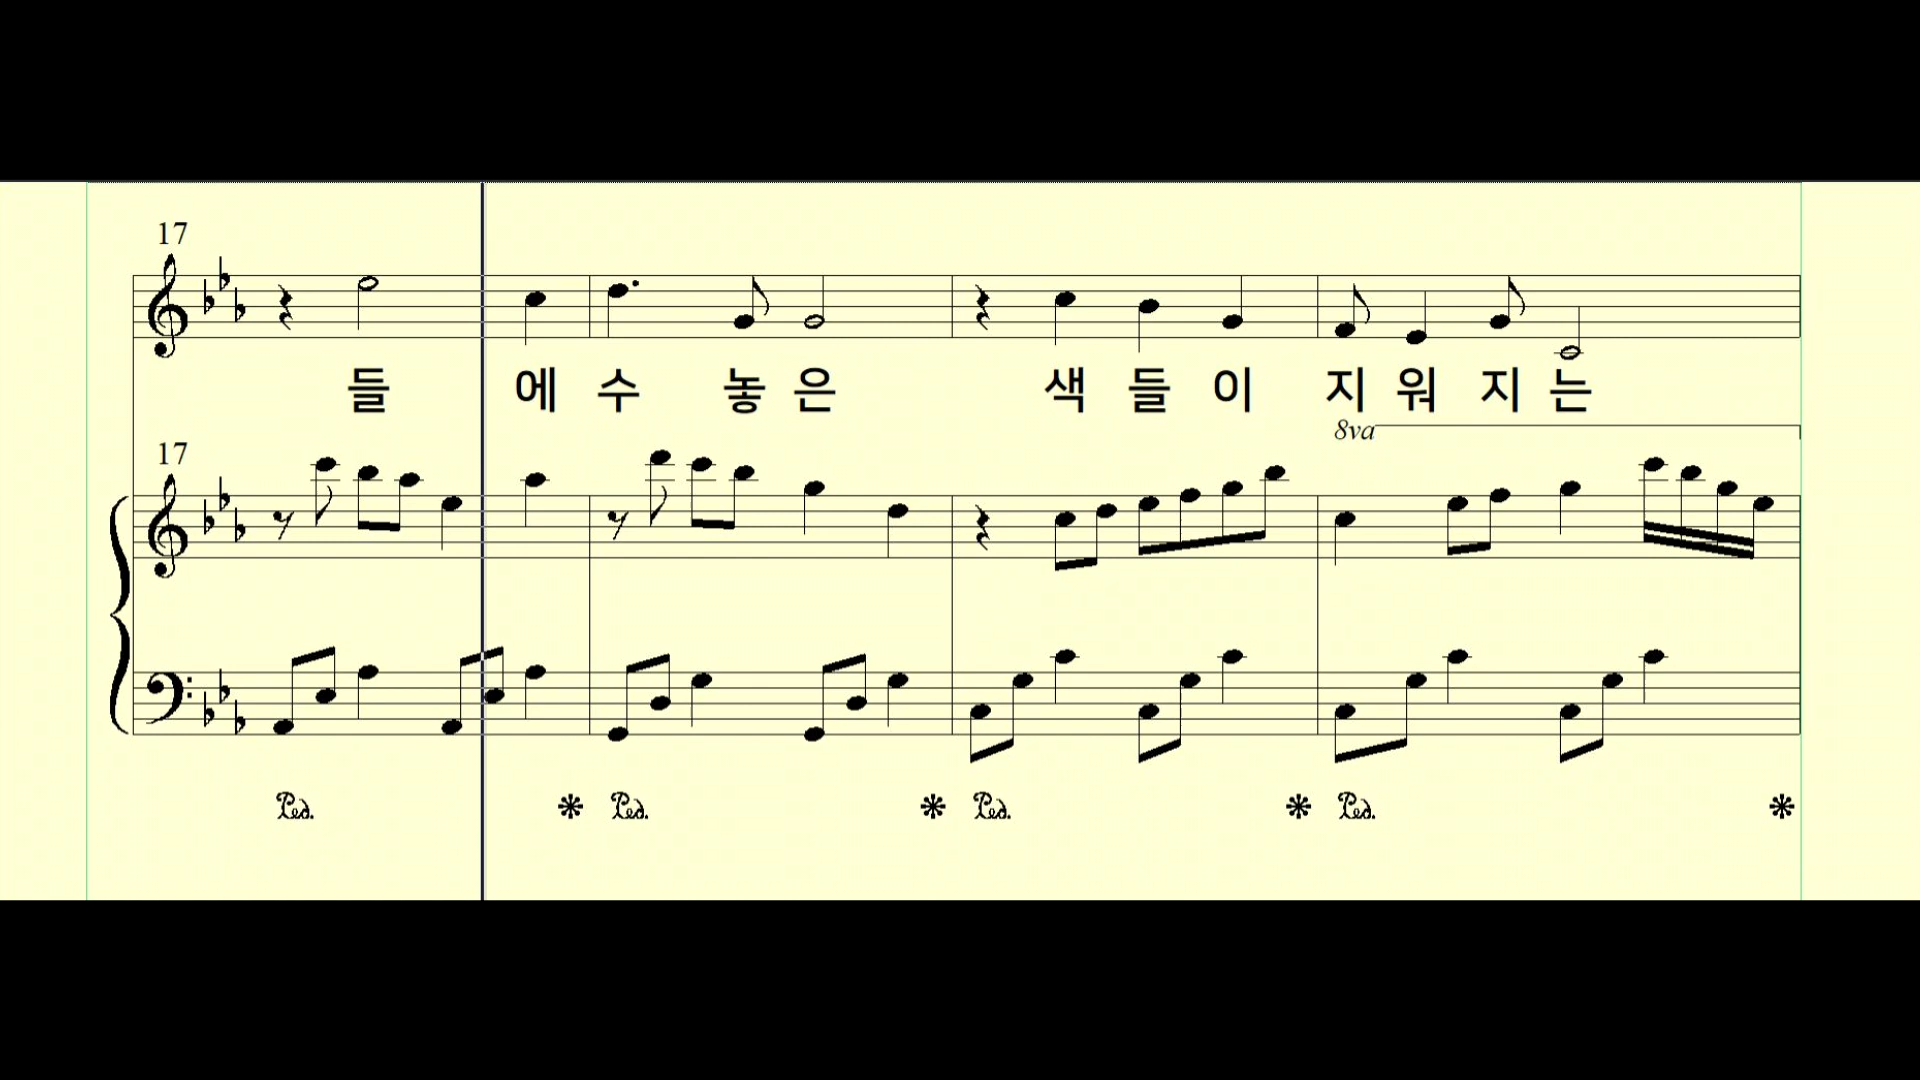 17
들 에 수 놓 은 색 들 이 지 워 지 는
8va
17
Ped. * Ped. * Ped. * Ped. *